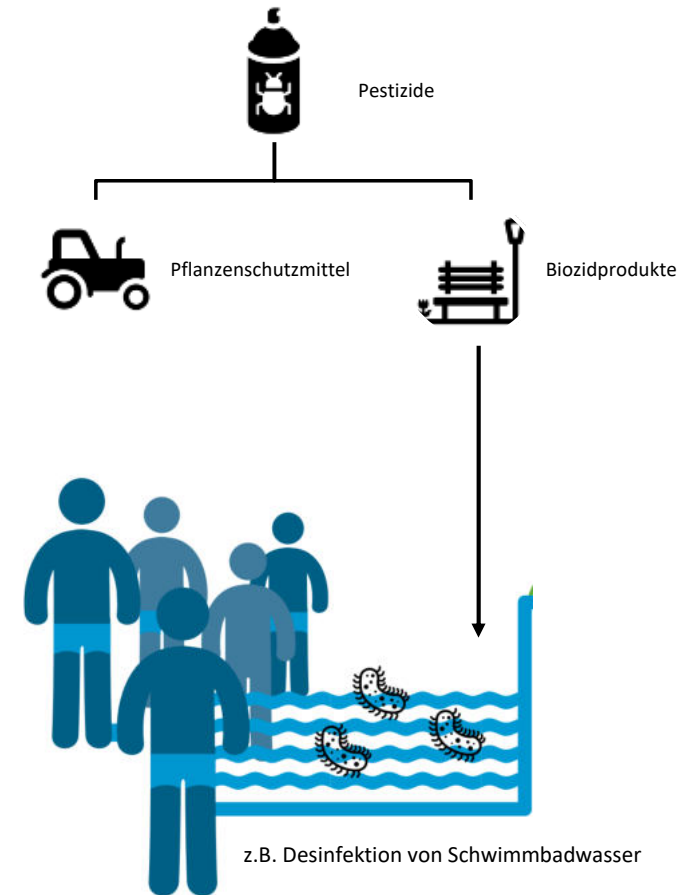 Pestizide
Pflanzenschutzmittel
Biozidprodukte
z.B. Desinfektion von Schwimmbadwasser